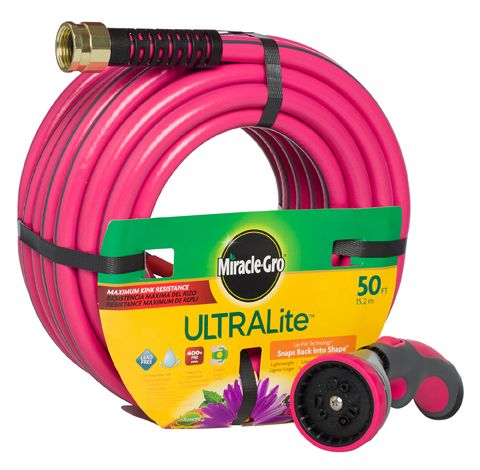 Miracle-Gro
MAXIMUM KINK RESISTANCE
RESISTENCIA MÁXIMA DEL RIZO
RÉSISTANCE MAXIMUM DE REPLI
50 FT
15.2 m
ULTRALite™
LEAD FREE
400+
PSI
Lay-Flat Technology™
Snaps Back Into Shape™
Lightweight